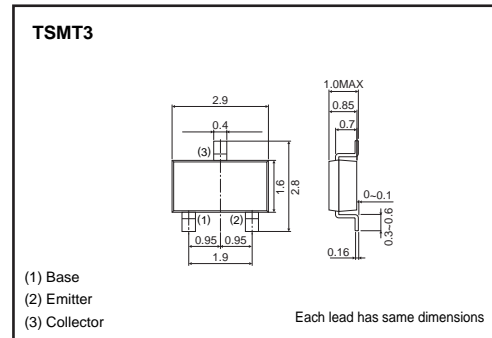 TSMT3
1.0MAX
2.9
0.85
0.4
0.7
(3)
1.6
2.8
0~0.1
(1)
(2)
0.3~0.6
0.95
0.95
0.16
1.9
(1) Base
(2) Emitter
(3) Collector
Each lead has same dimensions